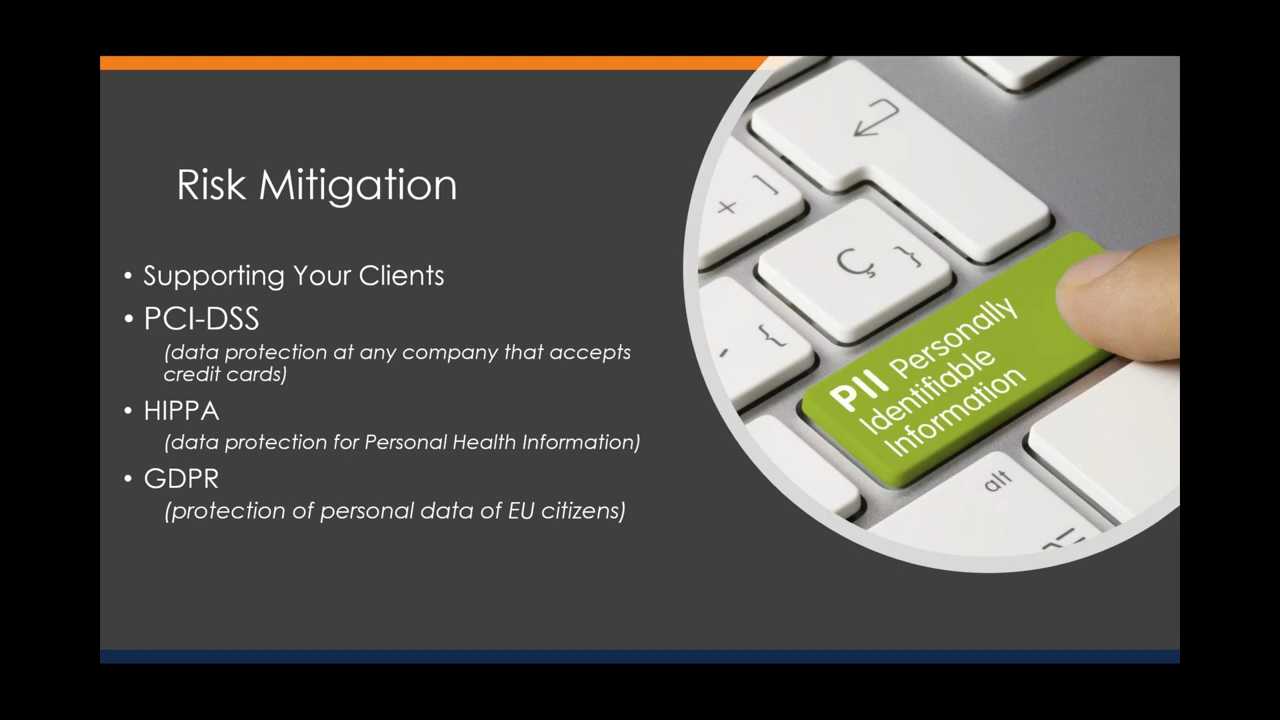 Risk Mitigation
• Supporting Your Clients
• PCI-DSS
(data protection at any company that accepts
credit cards)
• HIPPA
(data protection for Personal Health Information)
• GDPR
(protection of personal data of EU citizens)
+ ]
Ç }
- {
PII Personally
Identifiable
Information
alt